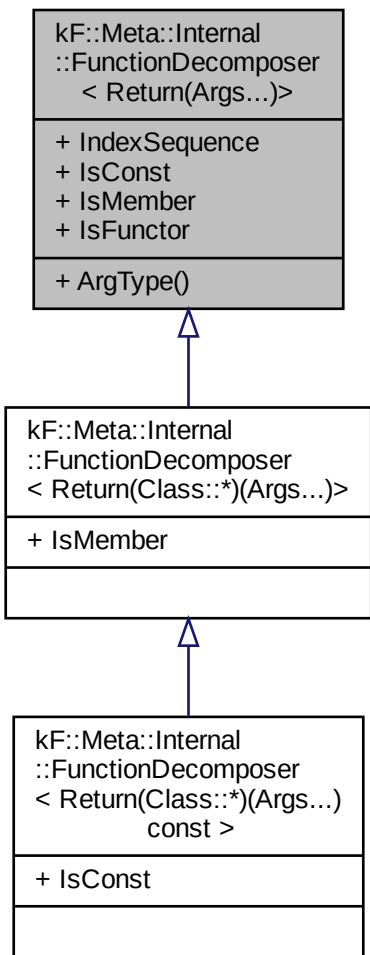 kF::Meta::Internal
::FunctionDecomposer
< Return(Args...)>
+ IndexSequence
+ IsConst
+ IsMember
+ IsFunctor
+ ArgType()
kF::Meta::Internal
::FunctionDecomposer
< Return(Class::*)(Args...)>
+ IsMember
kF::Meta::Internal
::FunctionDecomposer
< Return(Class::*)(Args...)
const >
+ IsConst